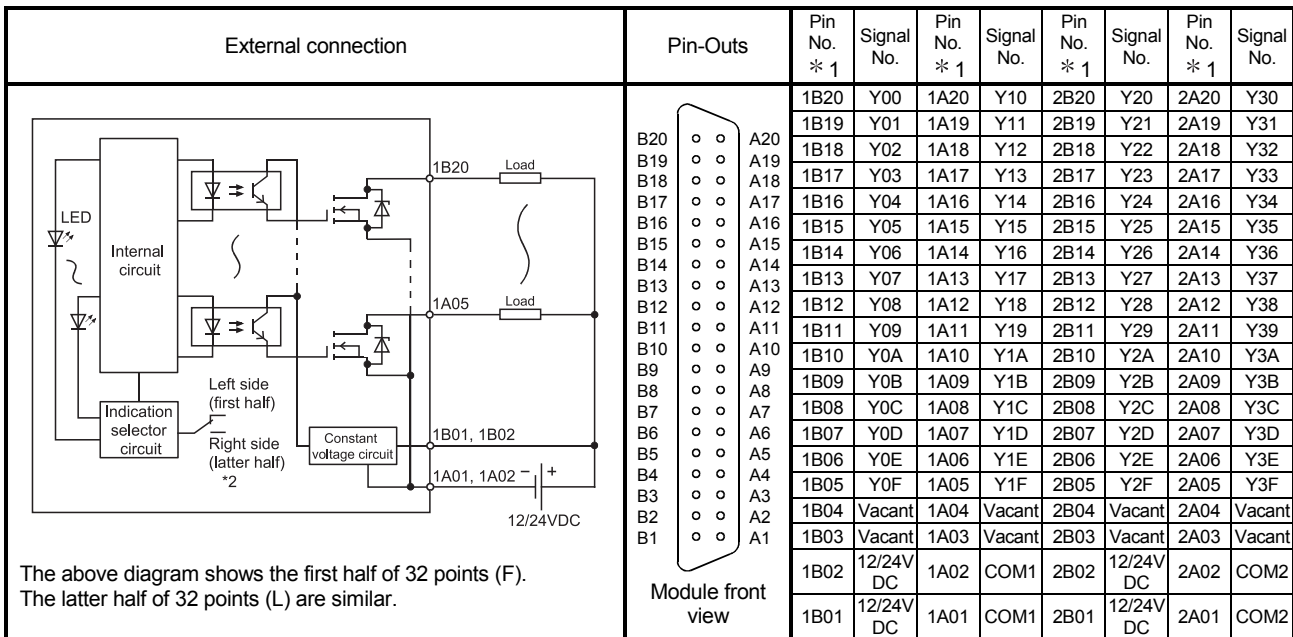 External connection
Pin-Outs
Pin No. *1 Signal No. Pin No. *1 Signal No. Pin No. *1 Signal No. Pin No. *1 Signal No.
LED
Internal circuit
Indication selector circuit
Left side (first half)
Right side (latter half) *2
Constant voltage circuit
1B20
Load
1A05
Load
1B01, 1B02
1A01, 1A02 − +
12/24VDC
The above diagram shows the first half of 32 points (F).
The latter half of 32 points (L) are similar.
B20 A20
B19 A19
B18 A18
B17 A17
B16 A16
B15 A15
B14 A14
B13 A13
B12 A12
B11 A11
B10 A10
B9 A9
B8 A8
B7 A7
B6 A6
B5 A5
B4 A4
B3 A3
B2 A2
B1 A1
Module front view
1B20 Y00 1A20 Y10 2B20 Y20 2A20 Y30
1B19 Y01 1A19 Y11 2B19 Y21 2A19 Y31
1B18 Y02 1A18 Y12 2B18 Y22 2A18 Y32
1B17 Y03 1A17 Y13 2B17 Y23 2A17 Y33
1B16 Y04 1A16 Y14 2B16 Y24 2A16 Y34
1B15 Y05 1A15 Y15 2B15 Y25 2A15 Y35
1B14 Y06 1A14 Y16 2B14 Y26 2A14 Y36
1B13 Y07 1A13 Y17 2B13 Y27 2A13 Y37
1B12 Y08 1A12 Y18 2B12 Y28 2A12 Y38
1B11 Y09 1A11 Y19 2B11 Y29 2A11 Y39
1B10 Y0A 1A10 Y1A 2B10 Y2A 2A10 Y3A
1B09 Y0B 1A09 Y1B 2B09 Y2B 2A09 Y3B
1B08 Y0C 1A08 Y1C 2B08 Y2C 2A08 Y3C
1B07 Y0D 1A07 Y1D 2B07 Y2D 2A07 Y3D
1B06 Y0E 1A06 Y1E 2B06 Y2E 2A06 Y3E
1B05 Y0F 1A05 Y1F 2B05 Y2F 2A05 Y3F
1B04 Vacant 1A04 Vacant 2B04 Vacant 2A04 Vacant
1B03 Vacant 1A03 Vacant 2B03 Vacant 2A03 Vacant
1B02 12/24V DC 1A02 COM1 2B02 12/24V DC 2A02 COM2
1B01 12/24V DC 1A01 COM1 2B01 12/24V DC 2A01 COM2